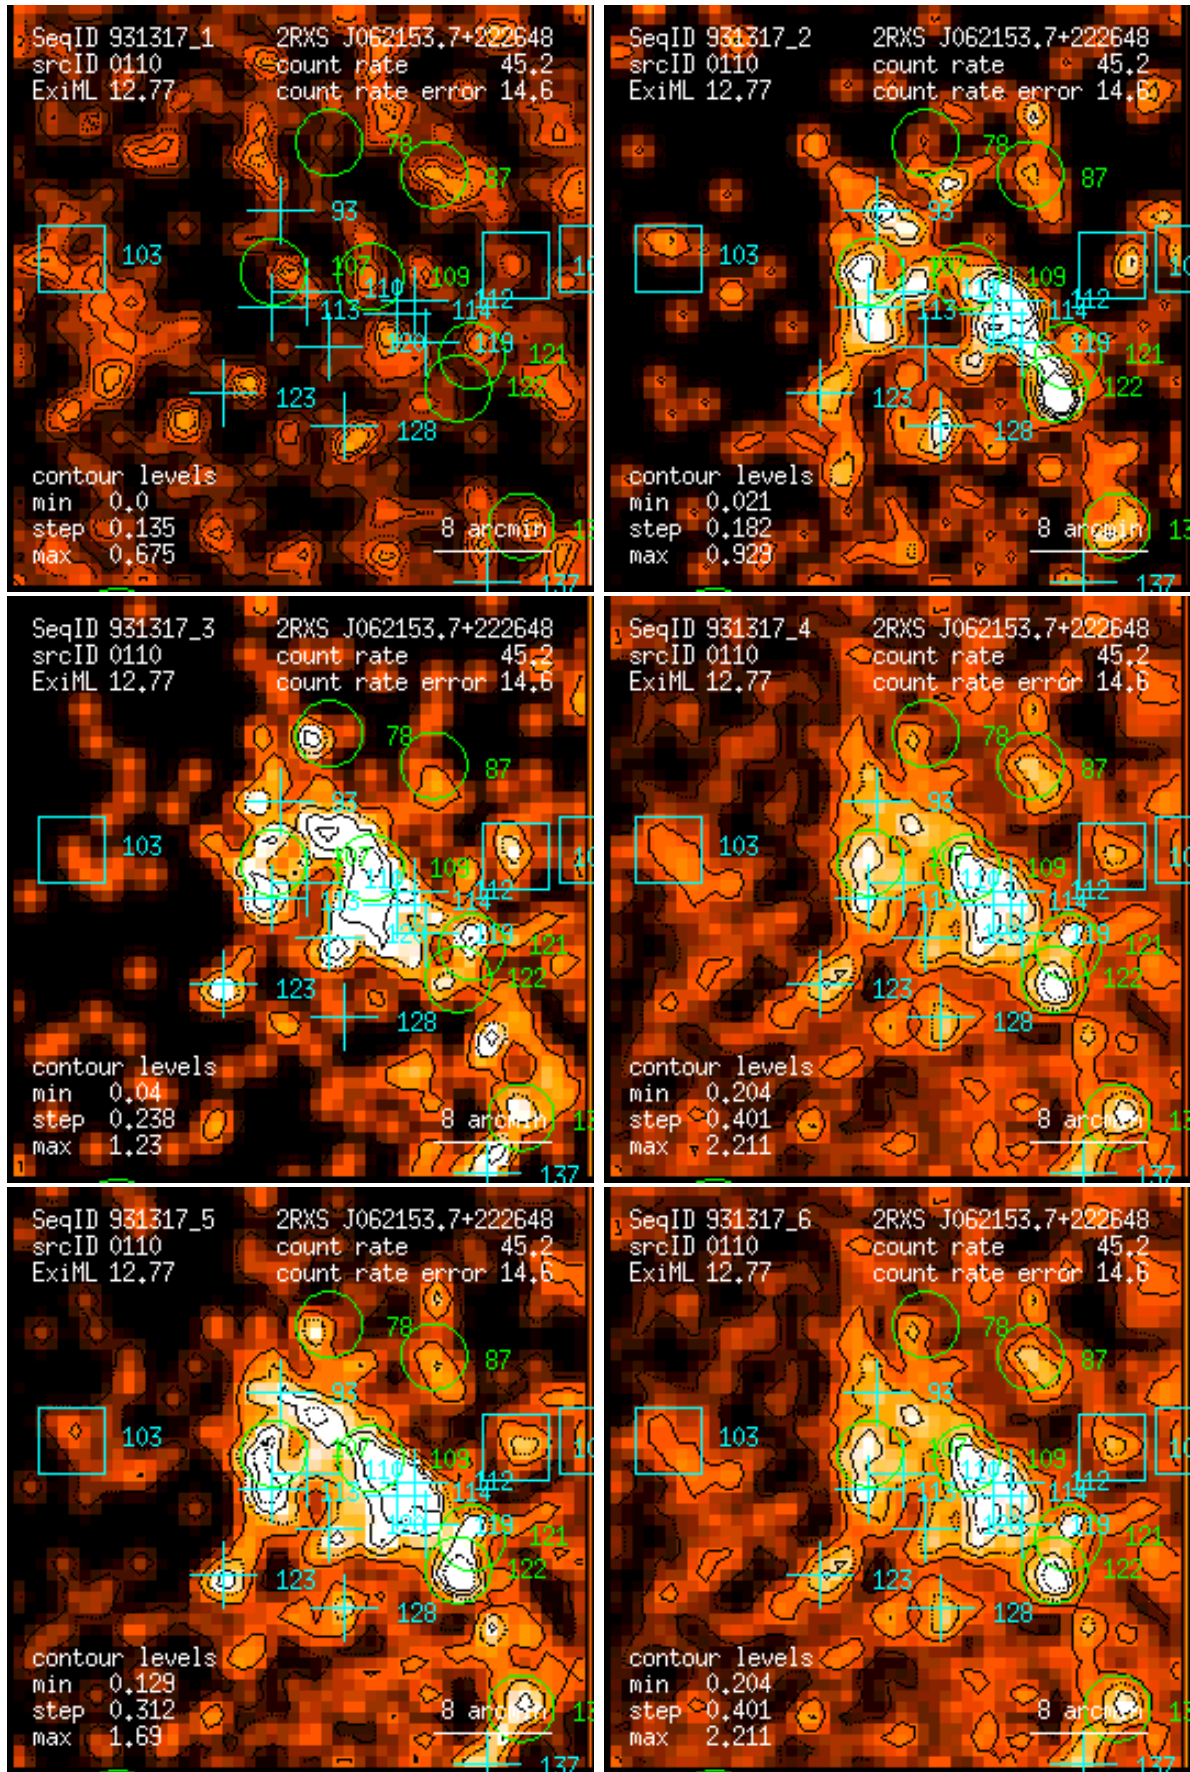 SeqID 931317_1 2RXS J062153.7+222648
srcID 0110 count rate 45.2
ExiML 12.77 count rate error 14.6
78
87
93
103
107
109
110
112
113
114
119
121
122
123
128
contour levels
min 0.0
step 0.135
max 0.675
8 arcmin
137
SeqID 931317_2 2RXS J062153.7+222648
srcID 0110 count rate 45.2
ExiML 12.77 count rate error 14.6
78
87
93
103
107
109
112
113
114
119
121
122
123
128
contour levels
min 0.021
step 0.182
max 0.929
8 arcmin
137
SeqID 931317_3 2RXS J062153.7+222648
srcID 0110 count rate 45.2
ExiML 12.77 count rate error 14.6
78
87
93
103
107
109
112
113
114
119
121
122
123
128
contour levels
min 0.04
step 0.238
max 1.23
8 arcmin
137
SeqID 931317_4 2RXS J062153.7+222648
srcID 0110 count rate 45.2
ExiML 12.77 count rate error 14.6
78
87
93
103
107
109
112
113
114
119
121
122
123
128
contour levels
min 0.204
step 0.401
max 2.211
8 arcmin
137
SeqID 931317_5 2RXS J062153.7+222648
srcID 0110 count rate 45.2
ExiML 12.77 count rate error 14.6
78
87
93
103
107
109
110
112
113
114
119
121
122
123
128
contour levels
min 0.129
step 0.312
max 1.69
8 arcmin
137
SeqID 931317_6 2RXS J062153.7+222648
srcID 0110 count rate 45.2
ExiML 12.77 count rate error 14.6
78
87
93
103
107
109
110
112
113
114
119
121
122
123
128
contour levels
min 0.204
step 0.401
max 2.211
8 arcmin
137